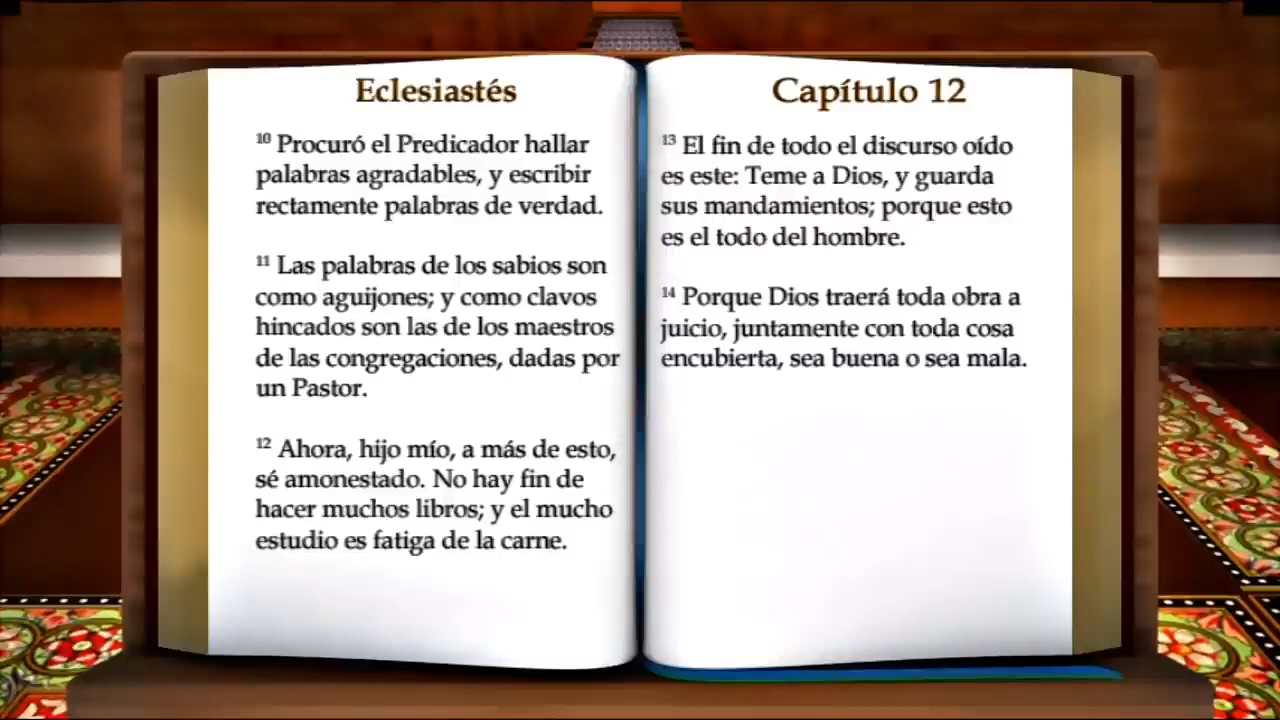 Eclesiastés
10 Procuró el Predicador hallar
palabras agradables, y escribir
rectamente palabras de verdad.
11 Las palabras de los sabios son
como aguijones; y como clavos
hincados son las de los maestros
de las congregaciones, dadas por
un Pastor.
12 Ahora, hijo mío, a más de esto,
sé amonestado. No hay fin de
hacer muchos libros; y el mucho
estudio es fatiga de la carne.
Capítulo 12
13 El fin de todo el discurso oído
es este: Teme a Dios, y guarda
sus mandamientos; porque esto
es el todo del hombre.
14 Porque Dios traerá toda obra a
juicio, juntamente con toda cosa
encubierta, sea buena o sea mala.